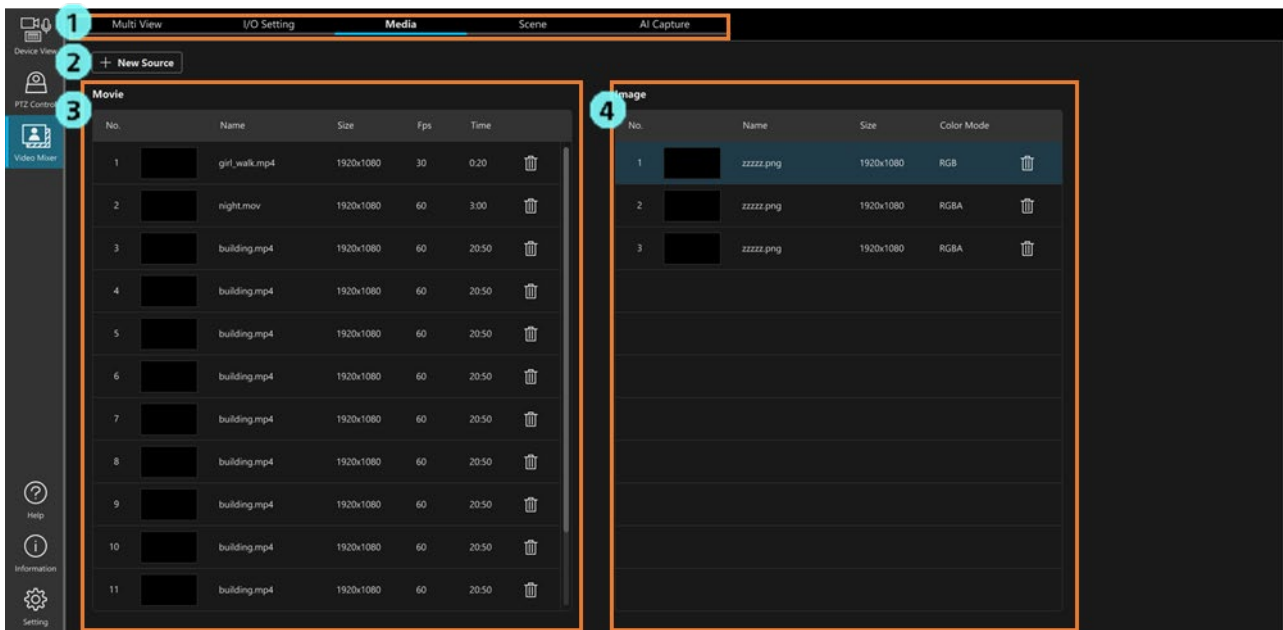 1
Multi View I/O Setting Media Scene AI Capture
Device View
2
+ New Source
PTZ Control
3
Movie
No. Name Size Fps Time
Video Mixer
1 girl_walk.mp4 1920x1080 30 0:20
2 night.mov 1920x1080 60 3:00
3 building.mp4 1920x1080 60 20:50
4 building.mp4 1920x1080 60 20:50
5 building.mp4 1920x1080 60 20:50
6 building.mp4 1920x1080 60 20:50
7 building.mp4 1920x1080 60 20:50
8 building.mp4 1920x1080 60 20:50
9 building.mp4 1920x1080 60 20:50
10 building.mp4 1920x1080 60 20:50
11 building.mp4 1920x1080 60 20:50
4
Image
No. Name Size Color Mode
1 zzzzz.png 1920x1080 RGB
2 zzzzz.png 1920x1080 RGBA
3 zzzzz.png 1920x1080 RGBA
Help
Information
Setting